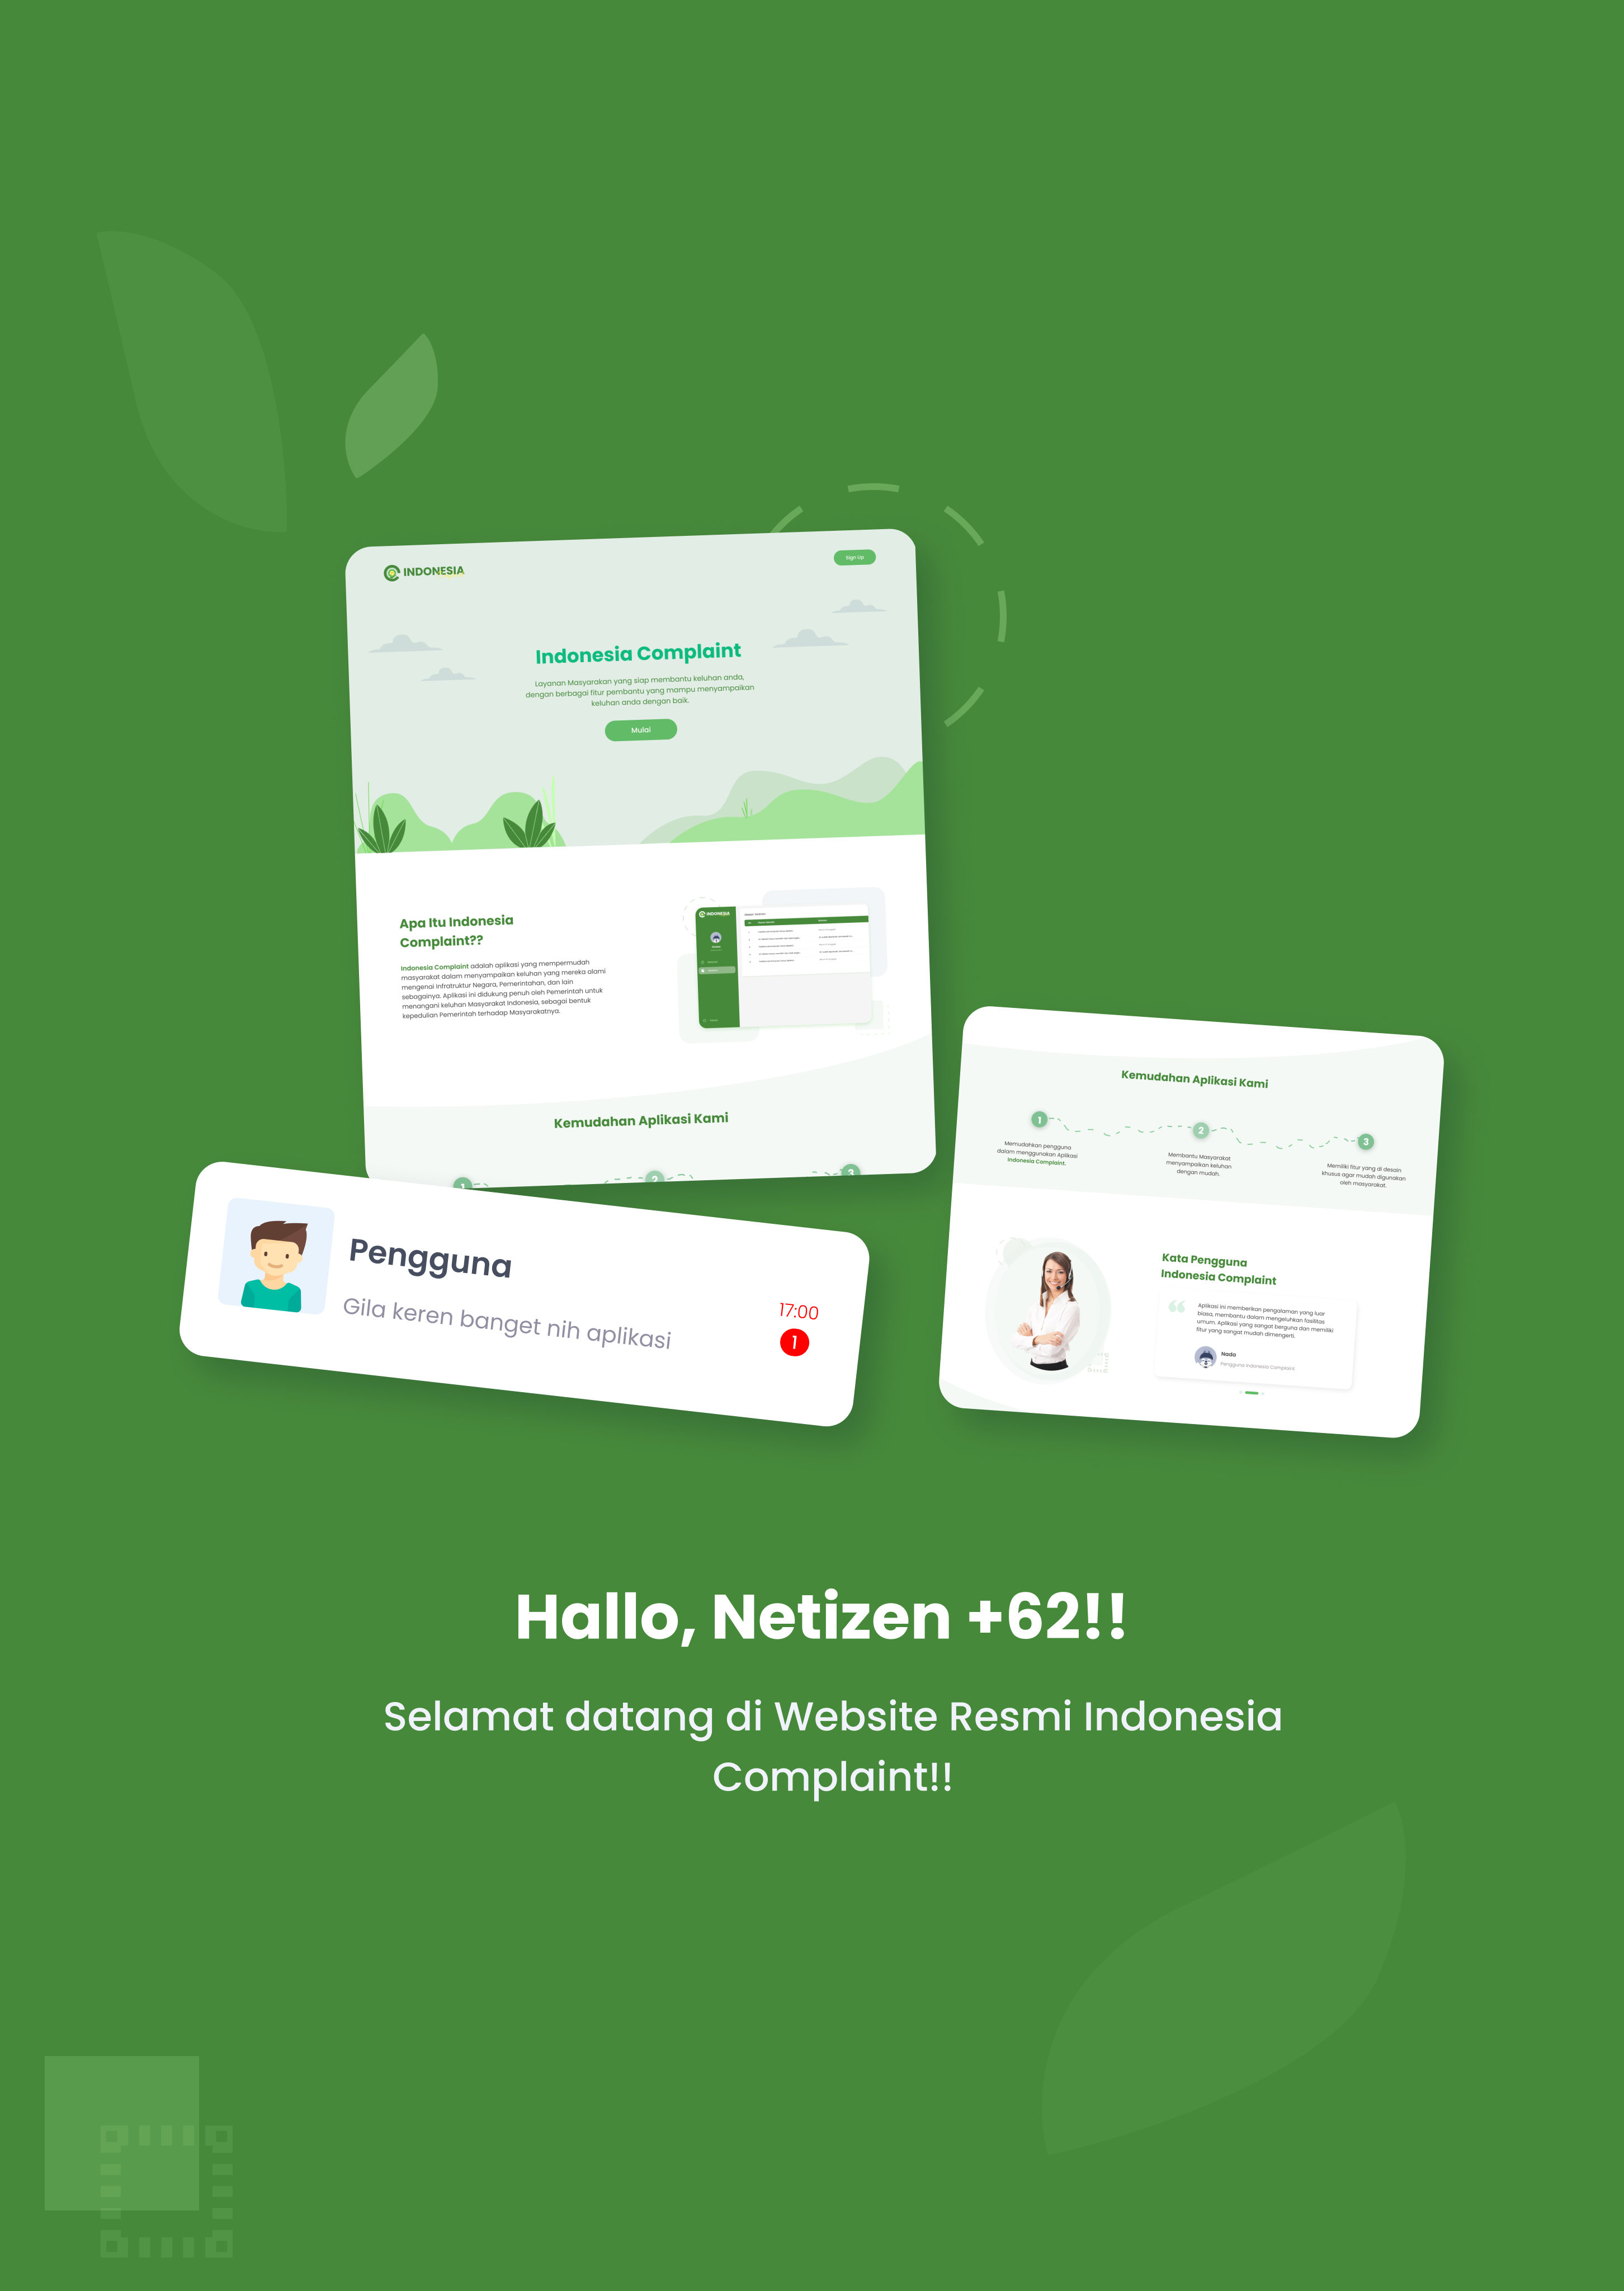 INDONESIA
Sign Up
Indonesia Complaint
Layanan Masyarakan yang siap membantu keluhan anda,
dengan berbagai fitur pembantu yang mampu menyampaikan
keluhan anda dengan baik.
Mulai
Apa Itu Indonesia
Complaint??
Indonesia Complaint adalah aplikasi yang mempermudah
masyarakat dalam menyampaikan keluhan yang mereka alami
mengenai Infratruktur Negara, Pemerintahan, dan lain
sebagainya. Aplikasi ini didukung penuh oleh Pemerintah untuk
menangani keluhan Masyarakat Indonesia, sebagai bentuk
kepedulian Pemerintah terhadap Masyarakatnya.
INDONESIA
Kemudahan Aplikasi Kami
1
2
3
Kemudahan Aplikasi Kami
1
2
3
Memudahkan pengguna
dalam menggunakan Aplikasi
Indonesia Complaint.
Membantu Masyarakat
menyampaikan keluhan
dengan mudah.
Memiliki fitur yang di desain
khusus agar mudah digunakan
oleh masyarakat.
Kata Pengguna
Indonesia Complaint
Aplikasi ini memberikan pengalaman yang luar
biasa, membantu dalam mengeluhkan fasilitas
umum. Aplikasi yang sangat berguna dan memiliki
fitur yang sangat mudah dimengerti.
Nada
Pengguna Indonesia Complaint
Pengguna
Gila keren banget nih aplikasi
17:00
1
Hallo, Netizen +62!!
Selamat datang di Website Resmi Indonesia
Complaint!!